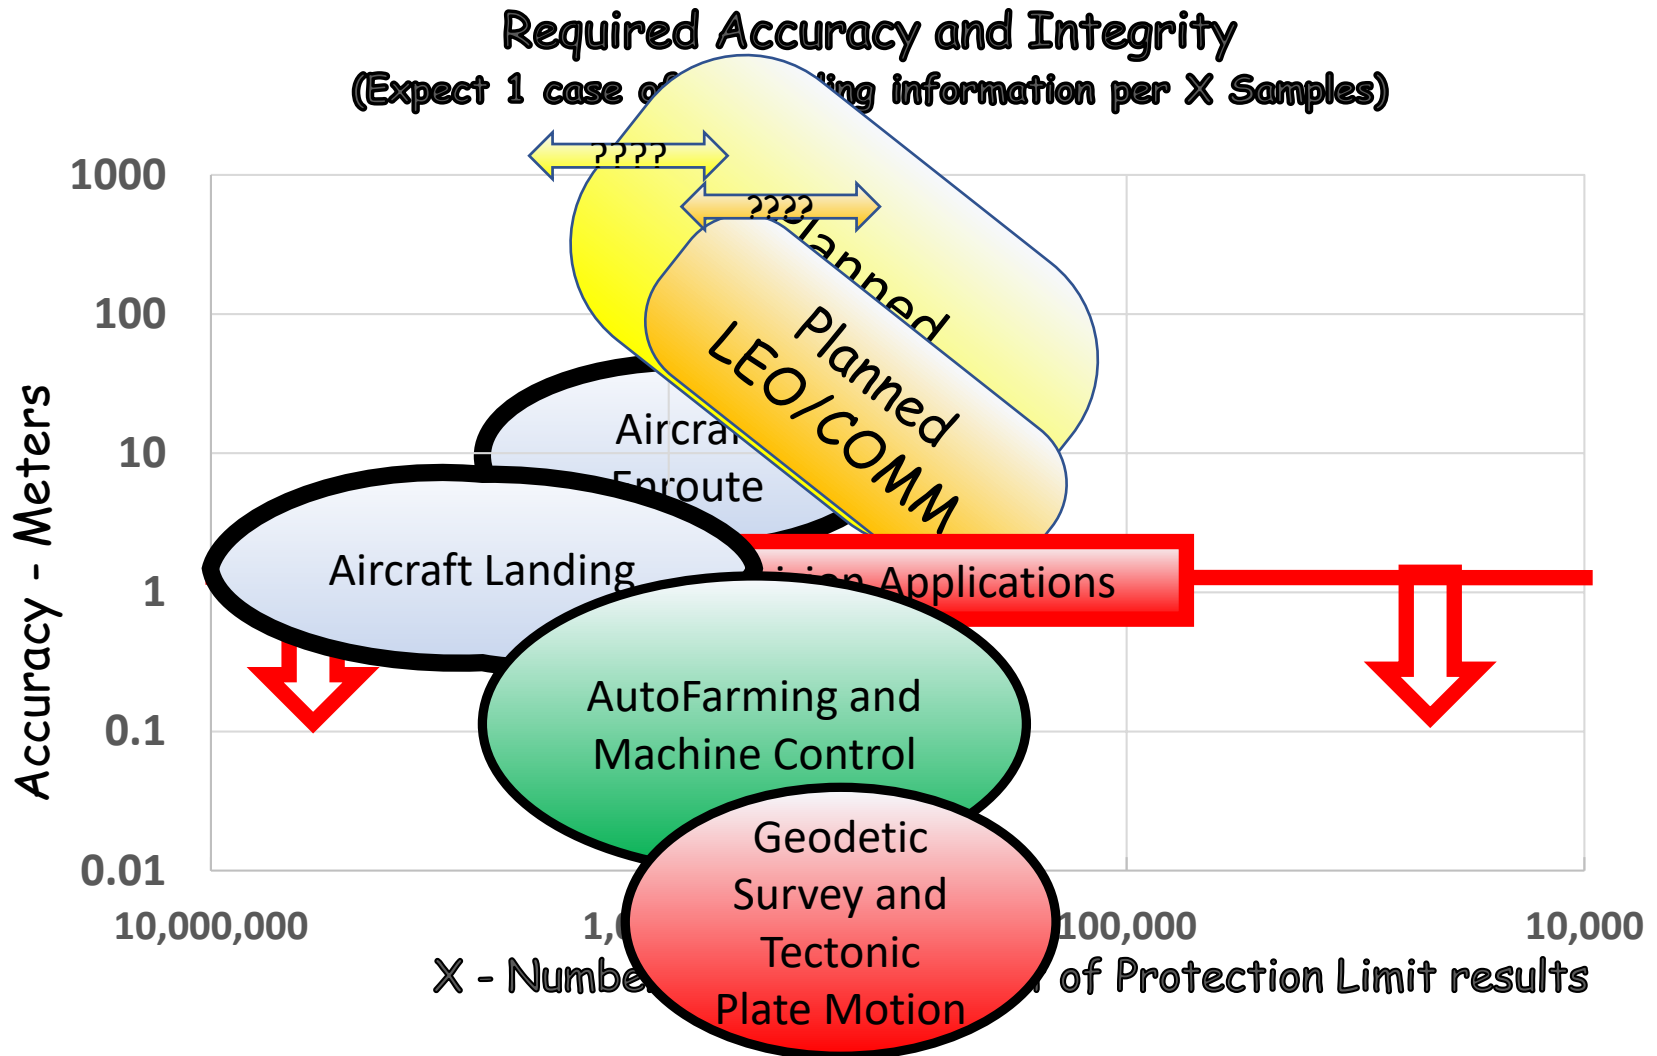 Required Accuracy and Integrity
(Expect 1 case information per X Samples)
????
1000
????
Planned
100
Planned
LEO/COMM
Accuracy - Meters
10
Enroute
Aircraft Landing
Applications
1
AutoFarming and
Machine Control
0.1
Geodetic
Survey and
Tectonic
Plate Motion
0.01
10,000,000
100,000
10,000
X - of Protection Limit results